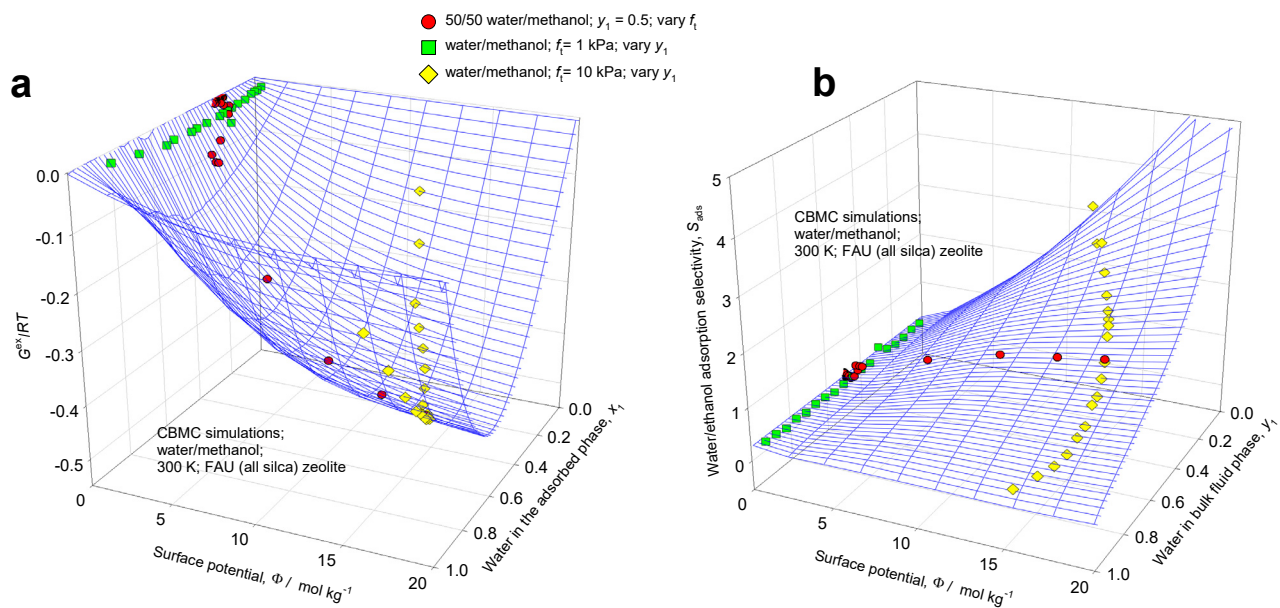 50/50 water/methanol; y1 = 0.5; vary ft
water/methanol; ft= 1 kPa; vary y1
water/methanol; ft= 10 kPa; vary y1
a
0.0
-0.1
-0.2
-0.3
-0.4
-0.5
Gex/RT
0
5
10
15
20
Surface potential, Φ / mol kg-1
0.0
0.2
0.4
0.6
0.8
1.0
Water in the adsorbed phase, x1
CBMC simulations;
water/methanol;
300 K; FAU (all silca) zeolite
b
5
4
3
2
1
0
Water/ethanol adsorption selectivity, Sads
0
5
10
15
20
Surface potential, Φ / mol kg-1
0.0
0.2
0.4
0.6
0.8
1.0
Water in bulk fluid phase, y1
CBMC simulations;
water/methanol;
300 K; FAU (all silca) zeolite